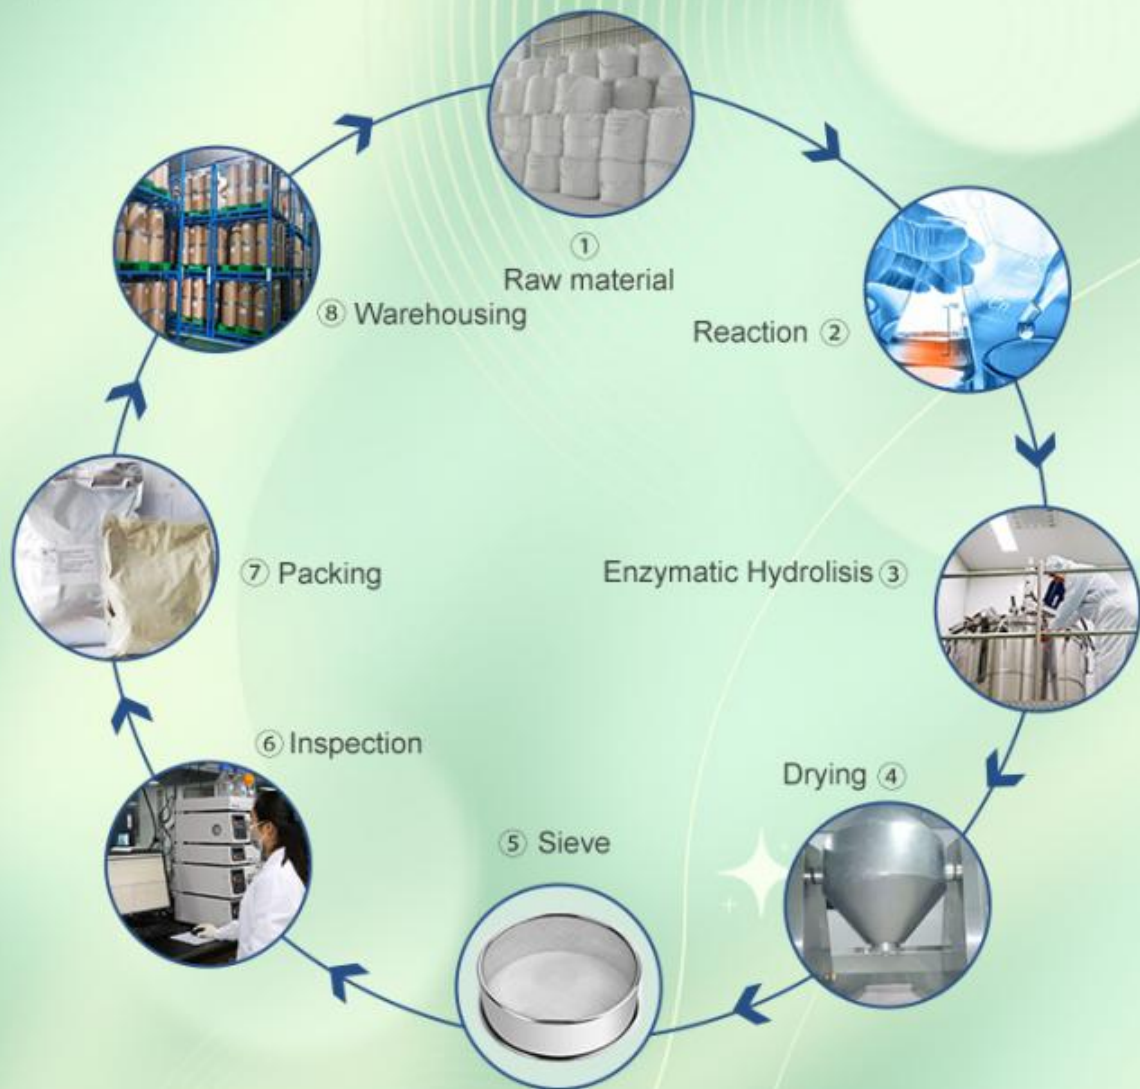 ①
Raw material
Reaction ②
Enzymatic Hydrolisis ③
Drying ④
⑤ Sieve
⑥ Inspection
⑦ Packing
⑧ Warehousing